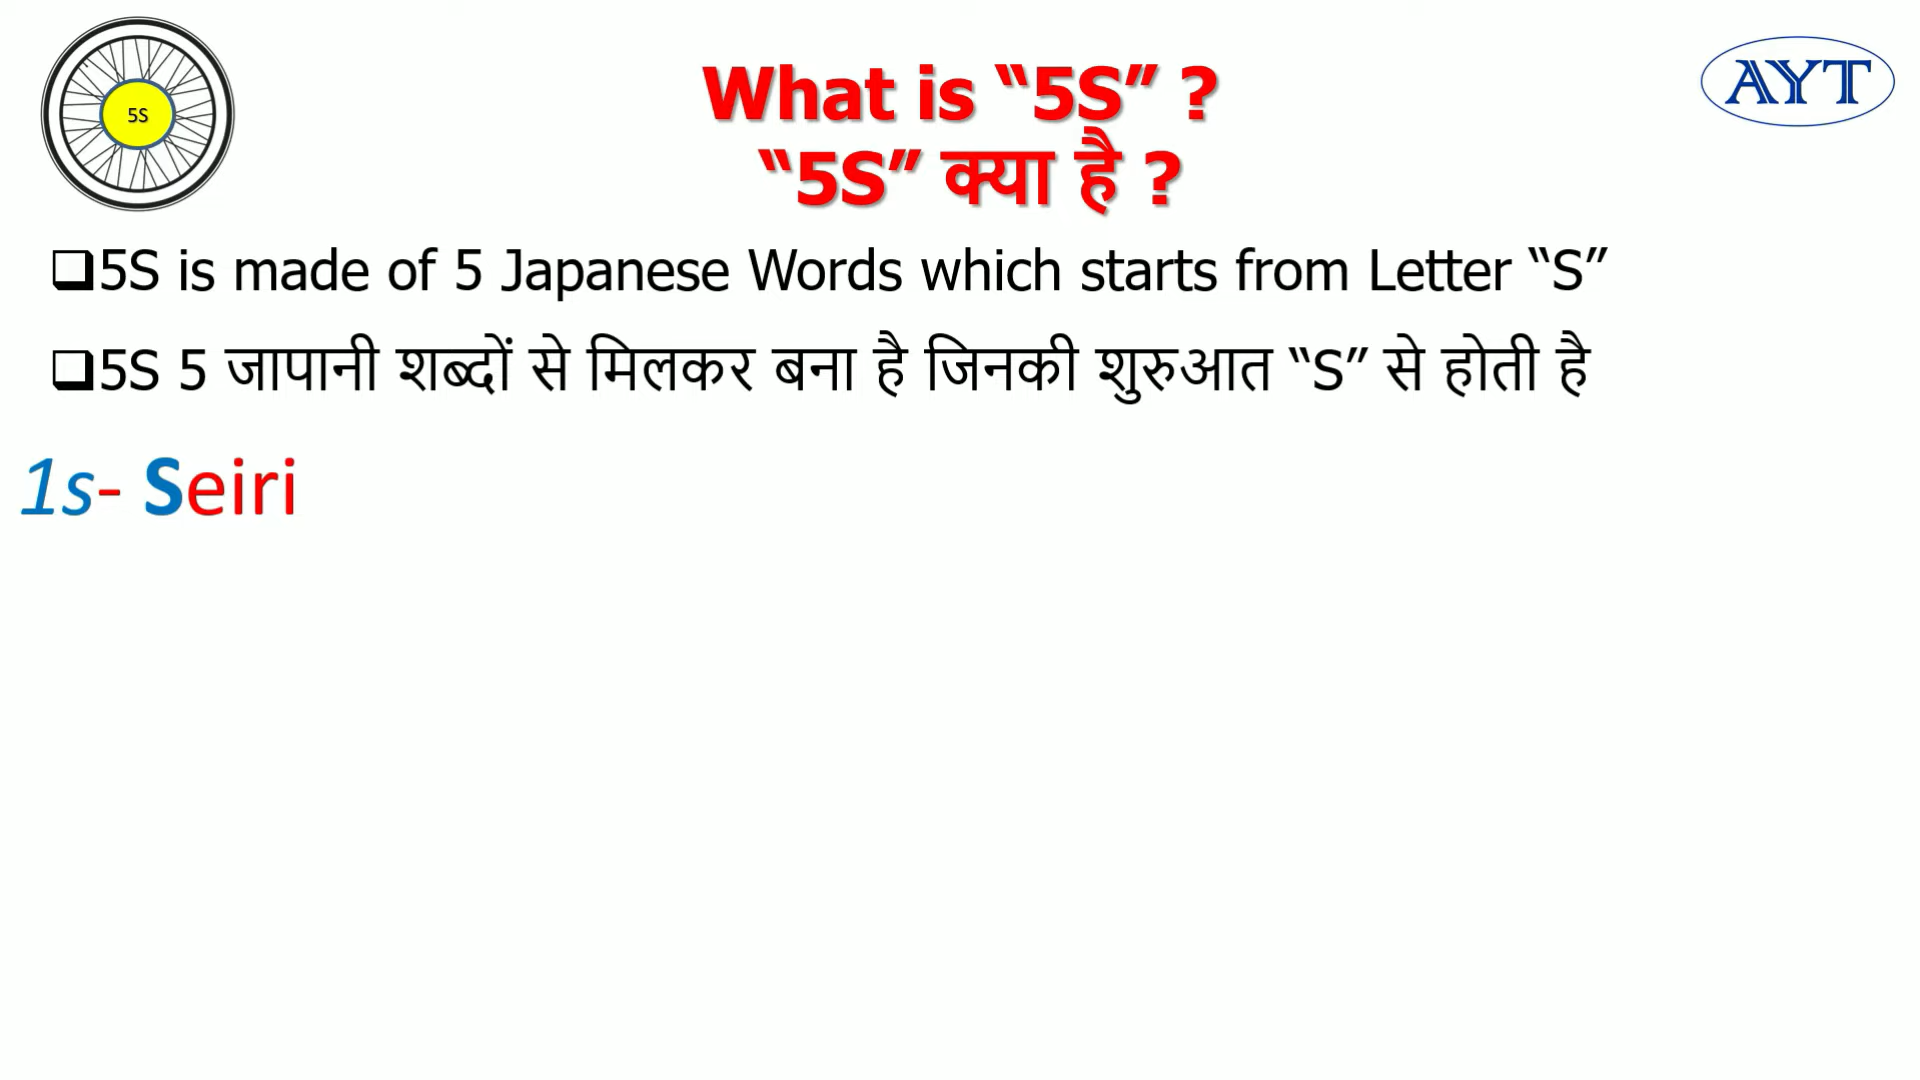 5S
What is “5S” ?
AYT
“5S” क्या है ?
❑5S is made of 5 Japanese Words which starts from Letter “S”
❑5S 5 जापानी शब्दों से मिलकर बना है जिनकी शुरुआत “S” से होती है
1s- Seiri